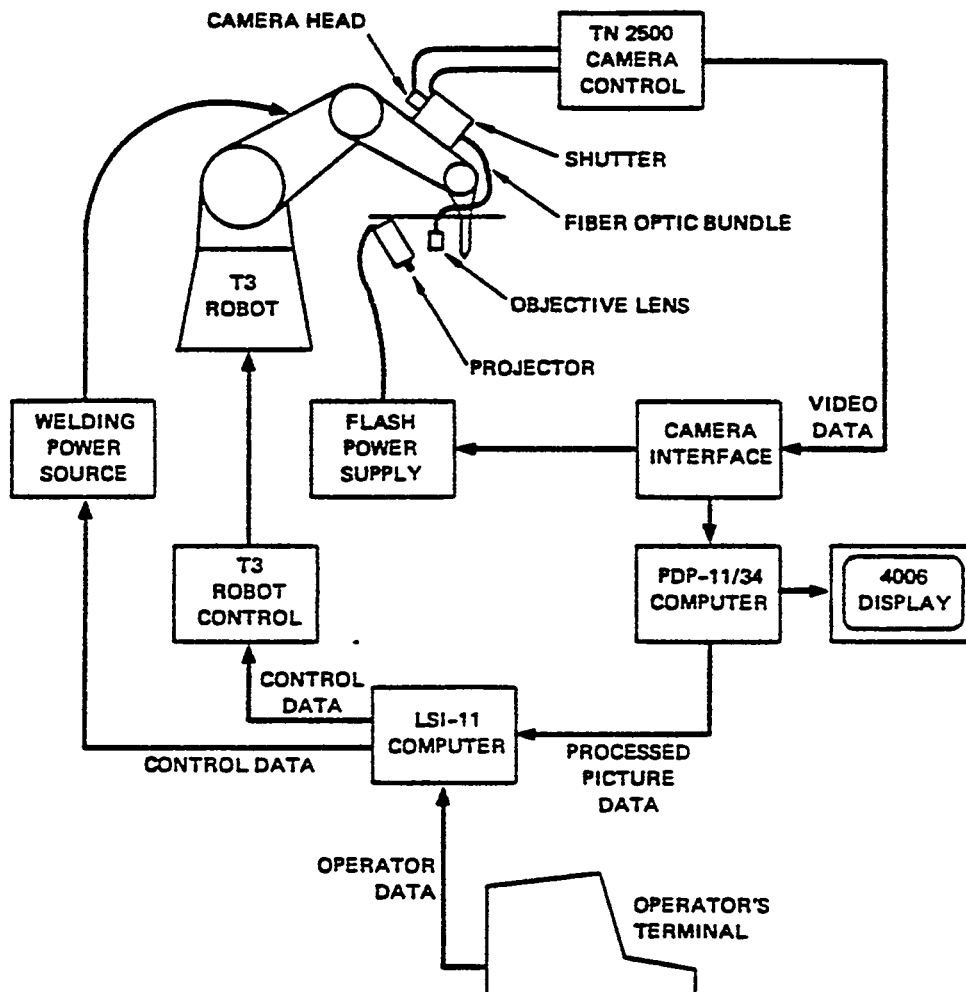 CAMERA HEAD
TN 2500
CAMERA
CONTROL
SHUTTER
FIBER OPTIC BUNDLE
OBJECTIVE LENS
PROJECTOR
T3
ROBOT
WELDING
POWER
SOURCE
FLASH
POWER
SUPPLY
CAMERA
INTERFACE
VIDEO
DATA
T3
ROBOT
CONTROL
PDP-11/34
COMPUTER
4006
DISPLAY
CONTROL
DATA
LSI-11
COMPUTER
CONTROL DATA
PROCESSED
PICTURE
DATA
OPERATOR
DATA
OPERATOR'S
TERMINAL